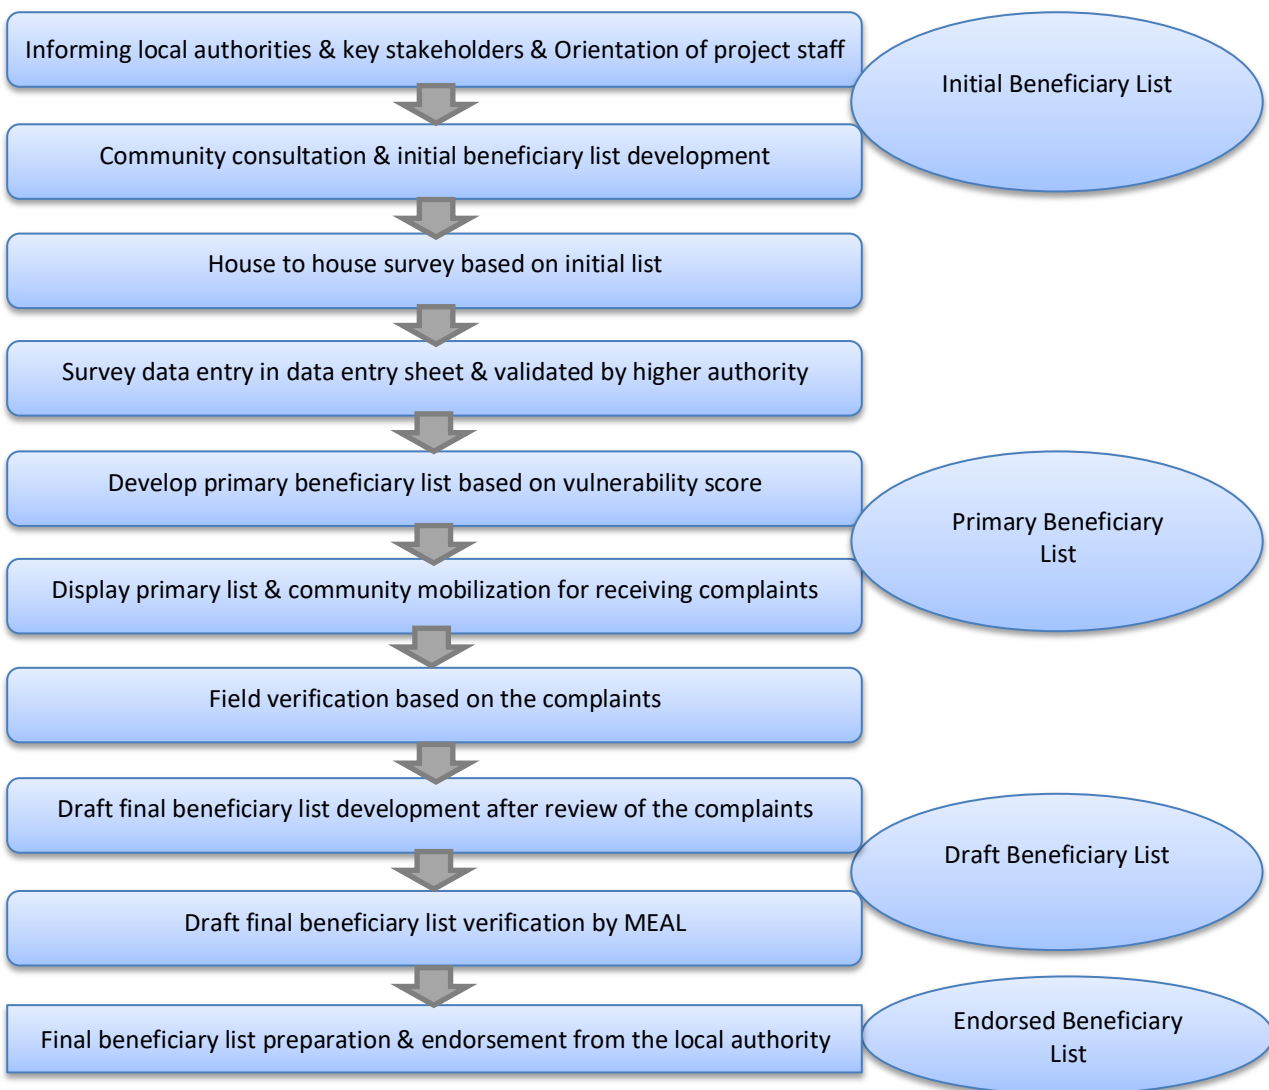 Informing local authorities & key stakeholders & Orientation of project staff
Initial Beneficiary List
Community consultation & initial beneficiary list development
House to house survey based on initial list
Survey data entry in data entry sheet & validated by higher authority
Develop primary beneficiary list based on vulnerability score
Primary Beneficiary
List
Display primary list & community mobilization for receiving complaints
Field verification based on the complaints
Draft final beneficiary list development after review of the complaints
Draft Beneficiary List
Draft final beneficiary list verification by MEAL
Final beneficiary list preparation & endorsement from the local authority
Endorsed Beneficiary
List